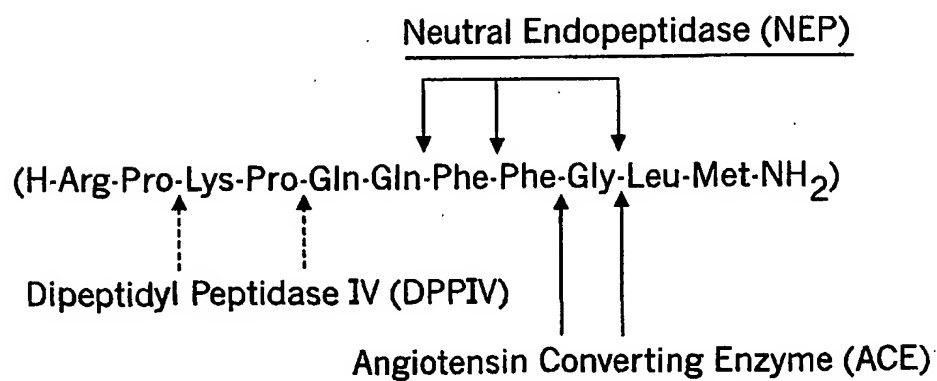 Neutral Endopeptidase (NEP)
(H-Arg-Pro-Lys-Pro-Gln-Gln-Phe-Phe-Gly-Leu-Met-NH2)
Dipeptidyl Peptidase IV (DPPIV)
Angiotensin Converting Enzyme (ACE)